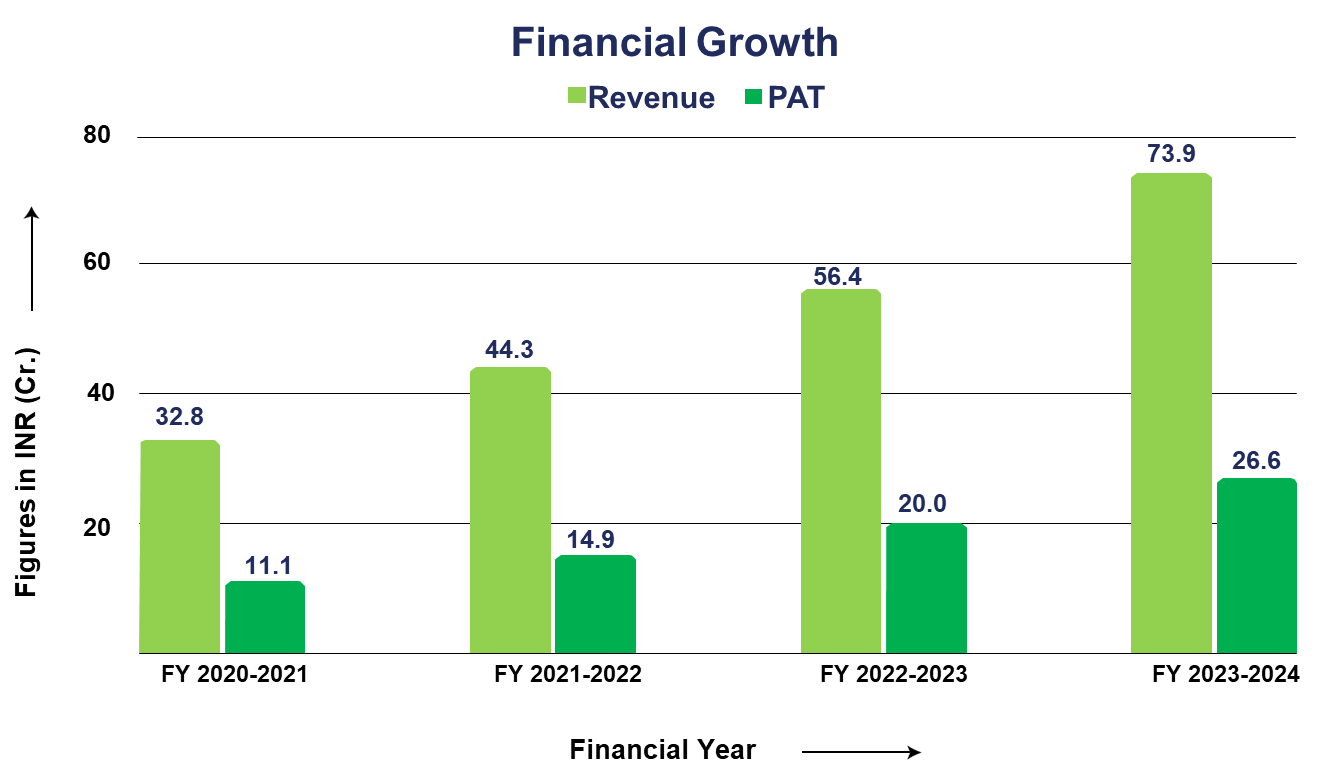 Financial Growth
Revenue PAT
80
73.9
60
56.4
44.3
40
32.8
26.6
20.0
20
14.9
11.1
Figures in INR (Cr.)
FY 2020-2021 FY 2021-2022 FY 2022-2023 FY 2023-2024
Financial Year